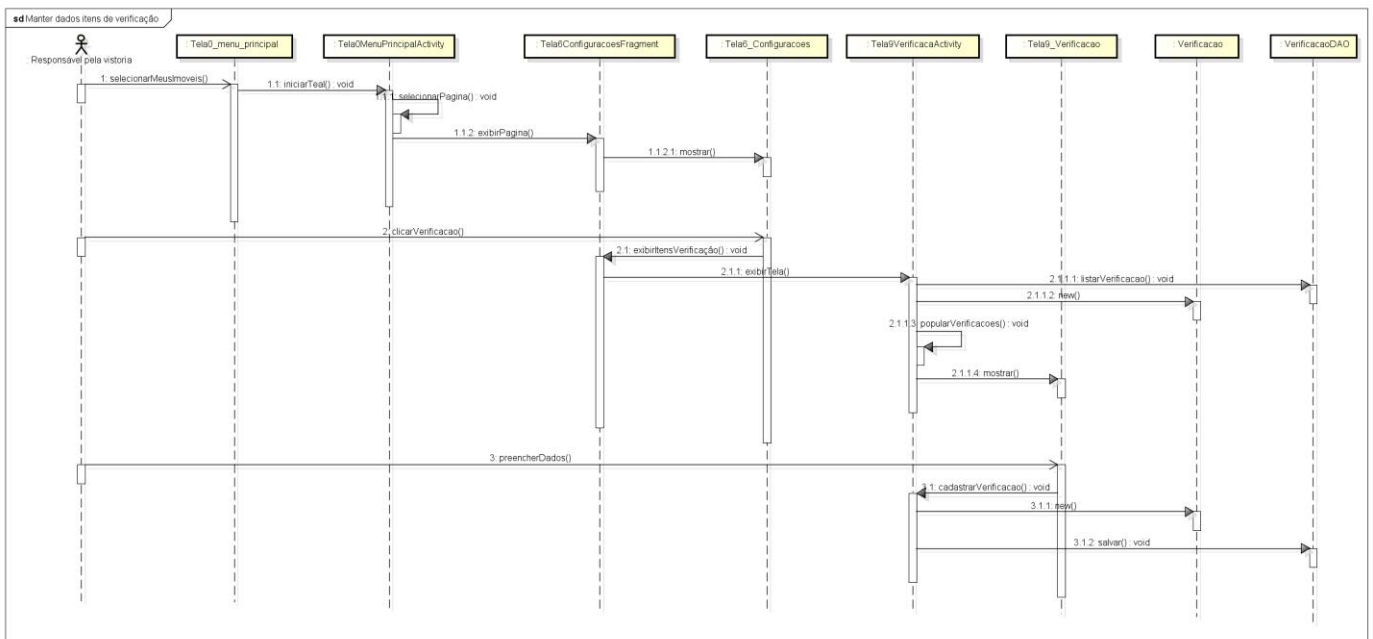 sd Manter dados itens de verificação
: Responsável pela vistoria
: Tela0_menu_principal
: Tela0MenuPrincipalActivity
: Tela6ConfiguracoesFragment
: Tela6_Configuracoes
: Tela9VerificacaActivity
: Tela9_Verificacao
: Verificacao
: VerificacaoDAO
1: selecionarMeusImoveis()
1.1: iniciarTeal() : void
1.1.1: selecionarPagina() : void
1.1.2: exibirPagina()
1.1.2.1: mostrar()
2: clicarVerificacao()
2.1: exibirItensVerificação() : void
2.1.1: exibirTela()
2.1.1.1: listarVerificacao() : void
2.1.1.2: new()
2.1.1.3: popularVerificacoes() : void
2.1.1.4: mostrar()
3: preencherDados()
3.1: cadastrarVerificacao() : void
3.1.1: new()
3.1.2: salvar() : void